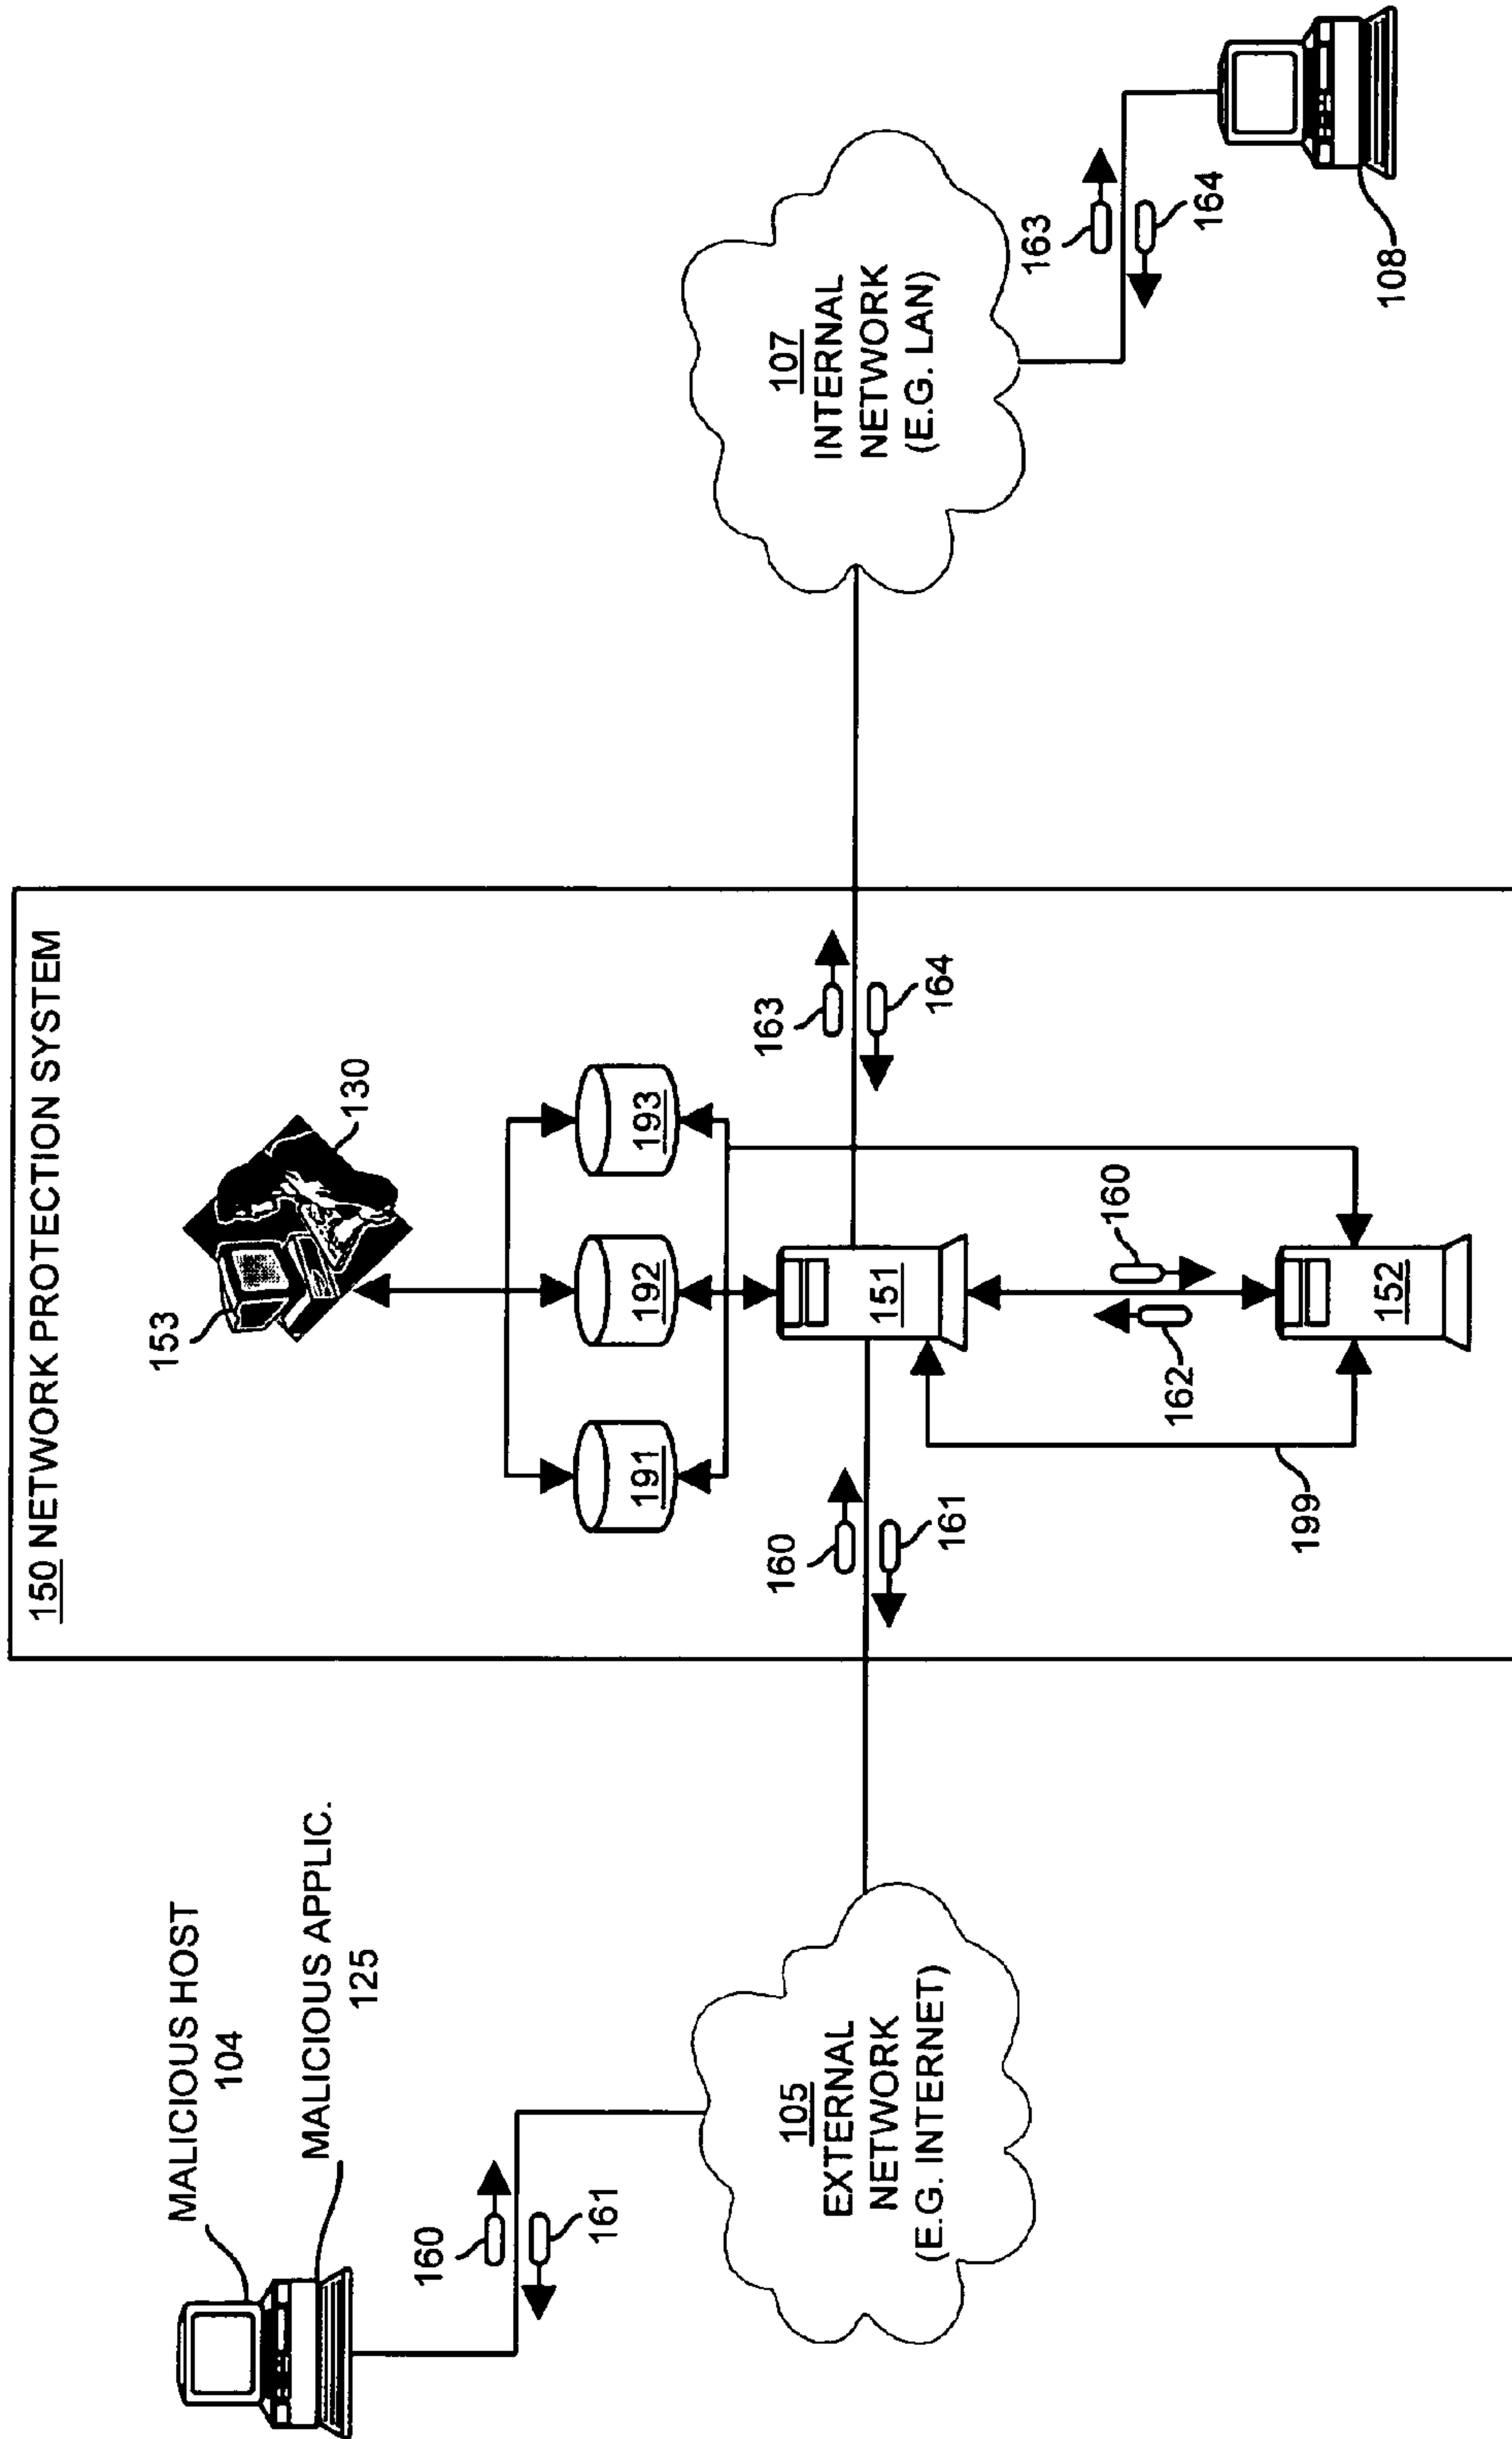 150 NETWORK PROTECTION SYSTEM
MALICIOUS HOST
104
MALICIOUS APPLIC.
125
160
161
105
EXTERNAL
NETWORK
(E.G. INTERNET)
153
130
191
192
193
160
161
151
163
164
162
160
199
152
107
INTERNAL
NETWORK
(E.G. LAN)
163
164
108